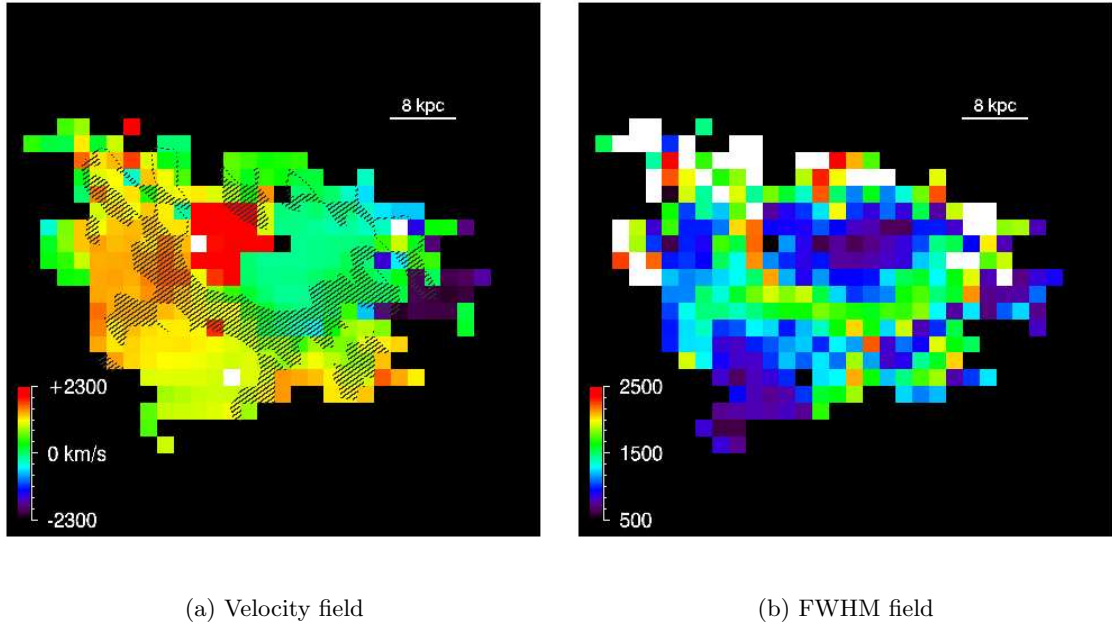 8 kpc
+2300
0 km/s
-2300
8 kpc
2500
1500
500
(a) Velocity field
(b) FWHM field